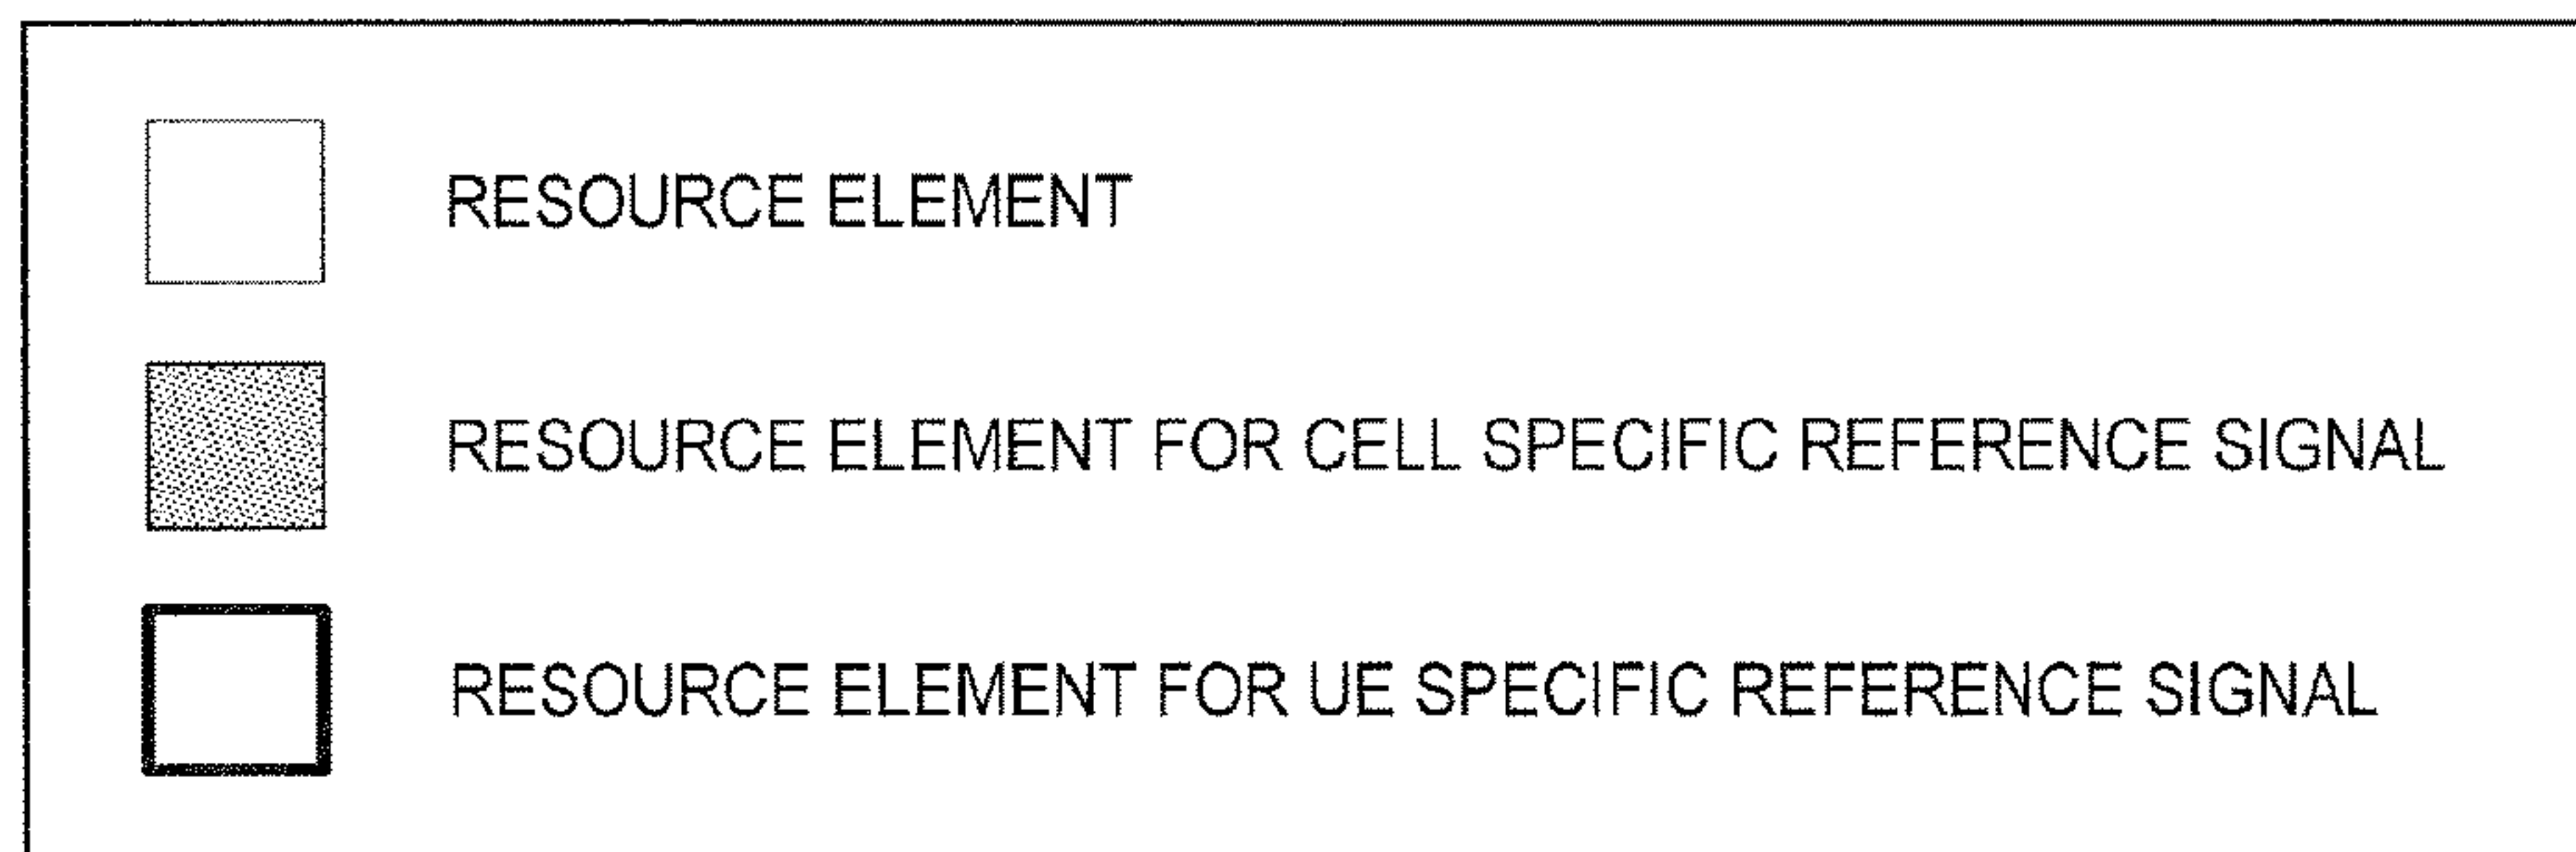 RESOURCE ELEMENT
RESOURCE ELEMENT FOR CELL SPECIFIC REFERENCE SIGNAL
RESOURCE ELEMENT FOR UE SPECIFIC REFERENCE SIGNAL